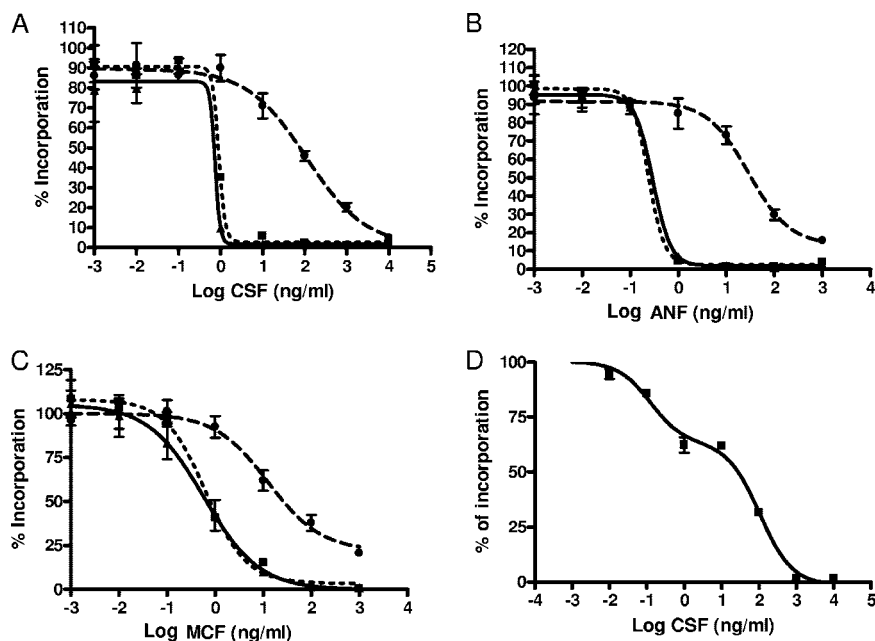 A
110
100
90
80
70
60
50
40
30
20
10
0
% Incorporation
-3 -2 -1 0 1 2 3 4 5
Log CSF (ng/ml)
B
120
110
100
90
80
70
60
50
40
30
20
10
0
% Incorporation
-3 -2 -1 0 1 2 3 4
Log ANF (ng/ml)
C
125
100
75
50
25
0
% Incorporation
-3 -2 -1 0 1 2 3 4
Log MCF (ng/ml)
D
100
75
50
25
0
% of incorporation
-4 -3 -2 -1 0 1 2 3 4 5
Log CSF (ng/ml)